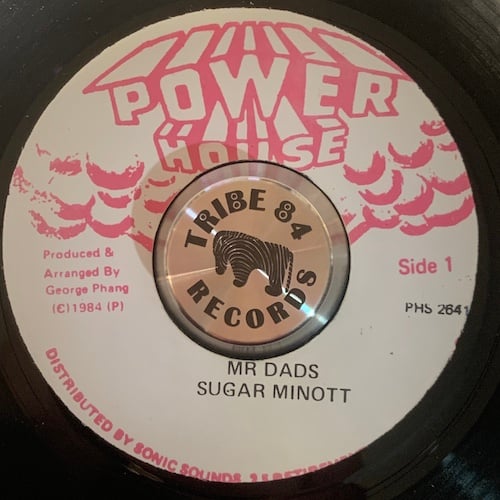 POWER
HOUSE
TRIBE 84
RECORDS
Produced &
Arranged By
George Phang
(C)1984 (P)
Side 1
PHS 2641
MR DADS
SUGAR MINOTT
DISTRIBUTED BY SONIC SOUNDS